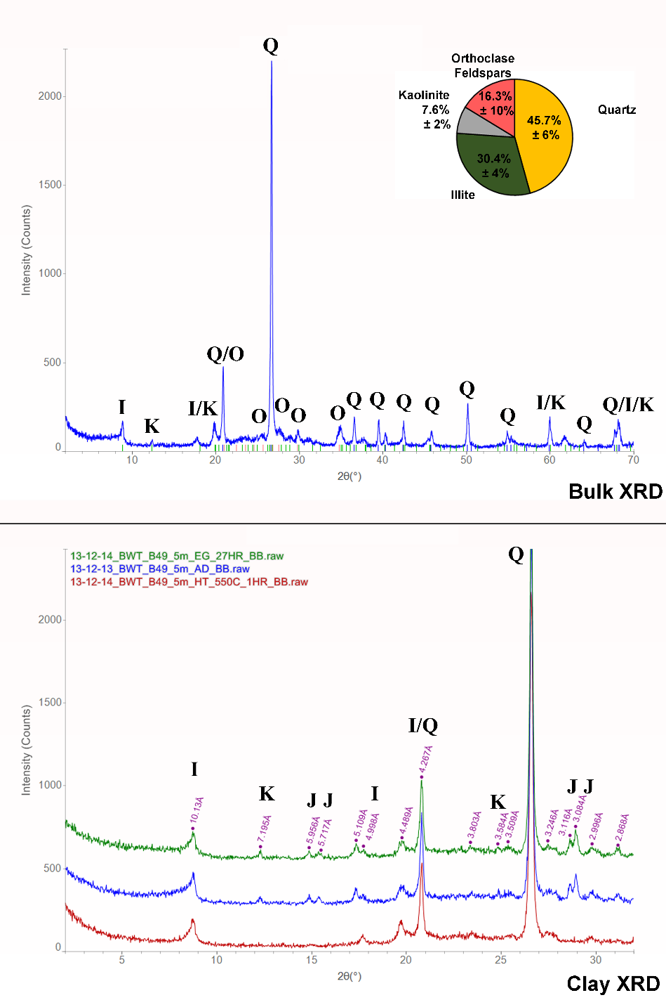 Q
Orthoclase
Feldspars
Kaolinite
7.6%
± 2%
16.3%
± 10%
45.7%
± 6%
Quartz
30.4%
± 4%
Illite
Intensity (Counts)
2000
1500
1000
500
0
I
K
I/K
Q/O
O
O
O
O
Q
Q
Q
Q
Q
Q
I/K
Q
Q/I/K
10
20
30
40
50
60
70
2θ(°)
Bulk XRD
13-12-14_BWT_B49_5m_EG_27HR_BB.raw
13-12-13_BWT_B49_5m_AD_BB.raw
13-12-14_BWT_B49_5m_HT_550C_1HR_BB.raw
Q
Intensity (Counts)
2000
1500
1000
500
0
I
K
J
J
I
I/Q
K
J
J
10.13Å
7.195Å
5.956Å
5.717Å
5.109Å
4.998Å
4.489Å
4.267Å
3.803Å
3.584Å
3.509Å
3.246Å
3.116Å
3.084Å
2.996Å
2.868Å
5
10
15
20
25
30
2θ(°)
Clay XRD